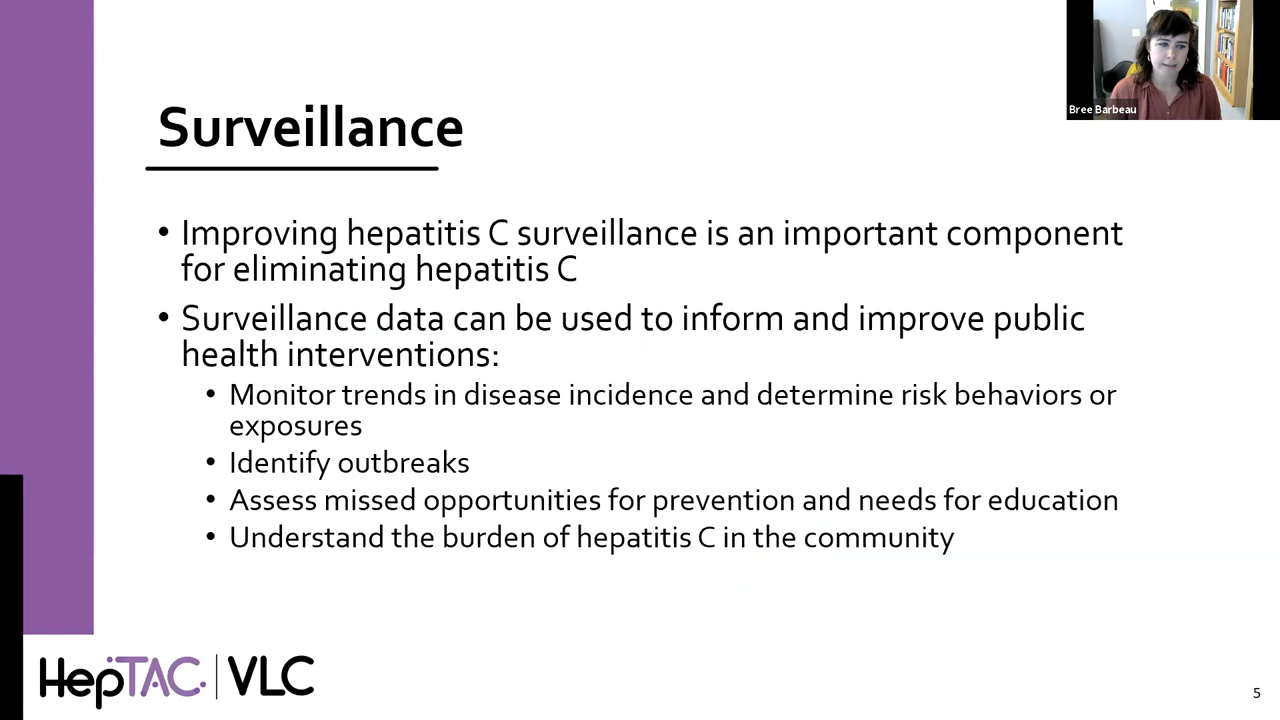 Bree Barbeau
Surveillance
• Improving hepatitis C surveillance is an important component
for eliminating hepatitis C
• Surveillance data can be used to inform and improve public
health interventions:
• Monitor trends in disease incidence and determine risk behaviors or
exposures
• Identify outbreaks
• Assess missed opportunities for prevention and needs for education
• Understand the burden of hepatitis C in the community
HepTAC | VLC
5